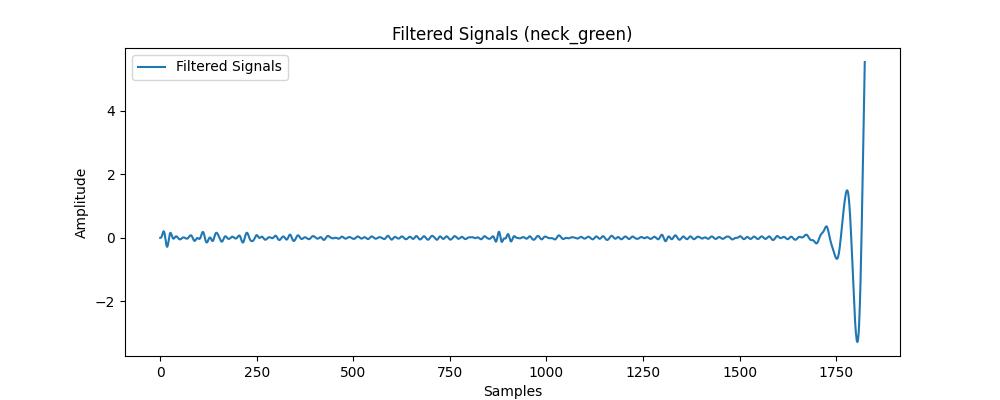 Filtered Signals (neck_green)
Filtered Signals
Amplitude
4
2
0
−2
0 250 500 750 1000 1250 1500 1750
Samples